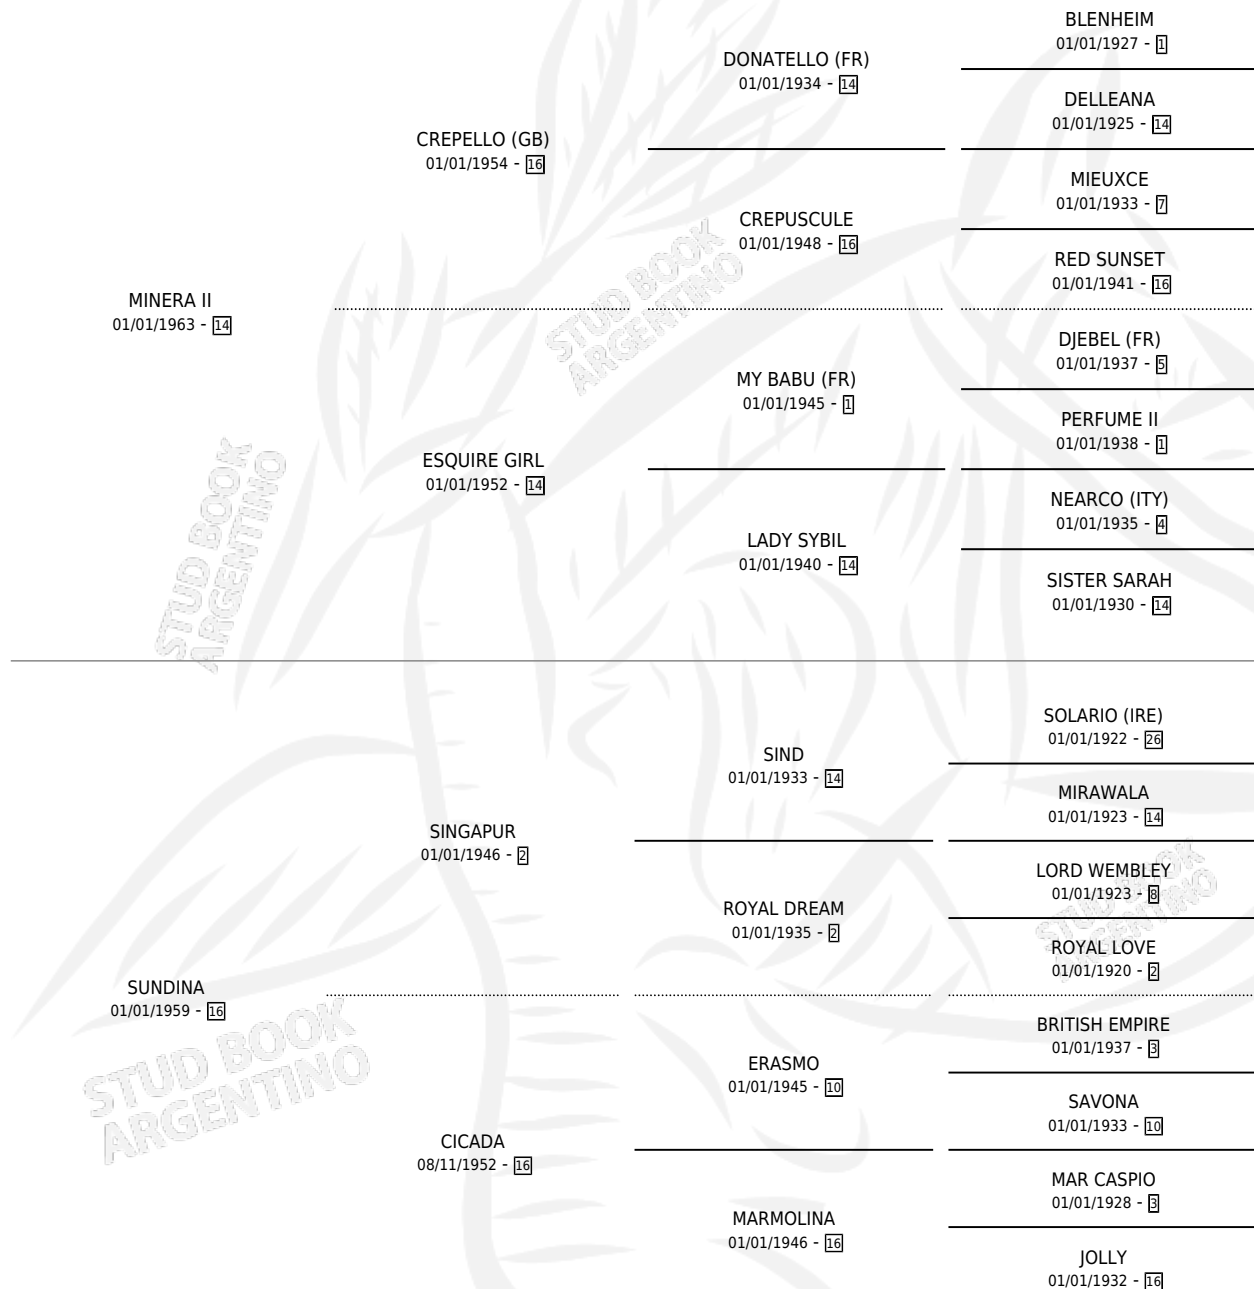 BLENHEIM
01/01/1927 - 1
DONATELLO (FR)
01/01/1934 - 14
DELLEANA
01/01/1925 - 14
CREPELLO (GB)
01/01/1954 - 16
MIEUXCE
01/01/1933 - 7
CREPUSCULE
01/01/1948 - 16
RED SUNSET
01/01/1941 - 16
MINERA II
01/01/1963 - 14
STUD BOOK
ARGENTINO
DJEBEL (FR)
01/01/1937 - 5
MY BABU (FR)
01/01/1945 - 1
PERFUME II
01/01/1938 - 1
ESQUIRE GIRL
01/01/1952 - 14
NEARCO (ITY)
01/01/1935 - 4
LADY SYBIL
01/01/1940 - 14
SISTER SARAH
01/01/1930 - 14
STUD BOOK
ARGENTINO
SOLARIO (IRE)
01/01/1922 - 26
SIND
01/01/1933 - 14
MIRAWALA
01/01/1923 - 14
SINGAPUR
01/01/1946 - 2
LORD WEMBLEY
01/01/1923 - 8
ROYAL DREAM
01/01/1935 - 2
STUD BOOK
ARGENTINO
ROYAL LOVE
01/01/1920 - 2
SUNDINA
01/01/1959 - 16
BRITISH EMPIRE
01/01/1937 - 3
STUD BOOK
ARGENTINO
ERASMO
01/01/1945 - 10
SAVONA
01/01/1933 - 10
CICADA
08/11/1952 - 16
MAR CASPIO
01/01/1928 - 3
MARMOLINA
01/01/1946 - 16
JOLLY
01/01/1932 - 16